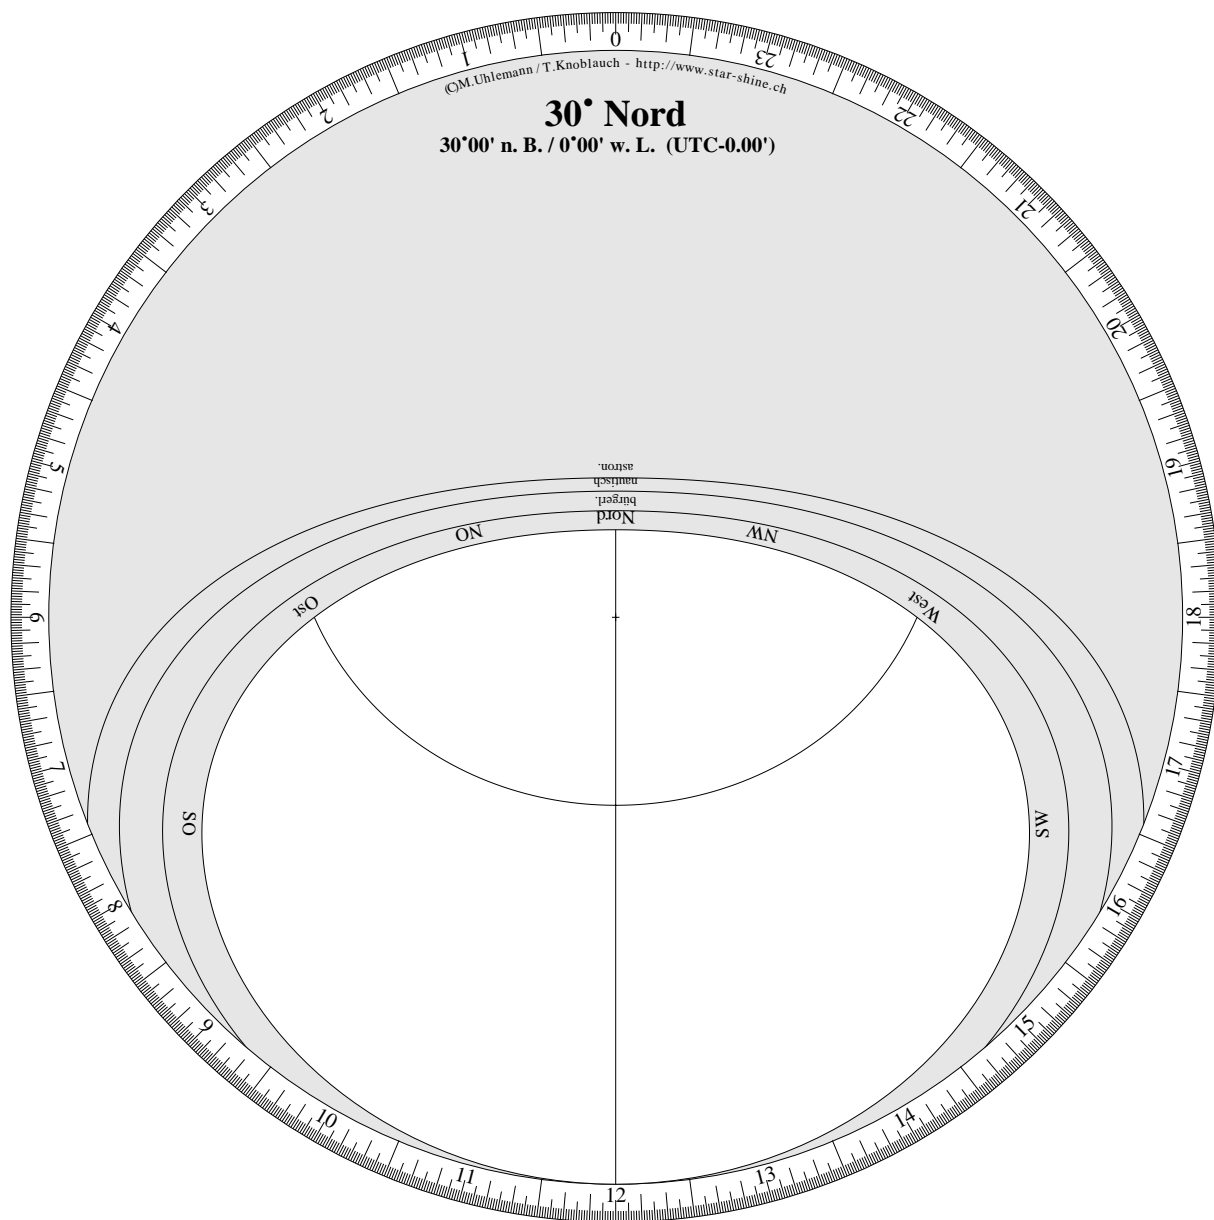 0
23
22
21
20
19
18
17
16
15
14
13
12
11
10
9
8
7
6
5
4
3
2
1
(C)M.Uhlemann / T.Knoblauch - http://www.star-shine.ch
30° Nord
30°00' n. B. / 0°00' w. L. (UTC-0.00')
astron.
nautisch
bürgerl.
Nord
NO
NW
Ost
West
SO
SW